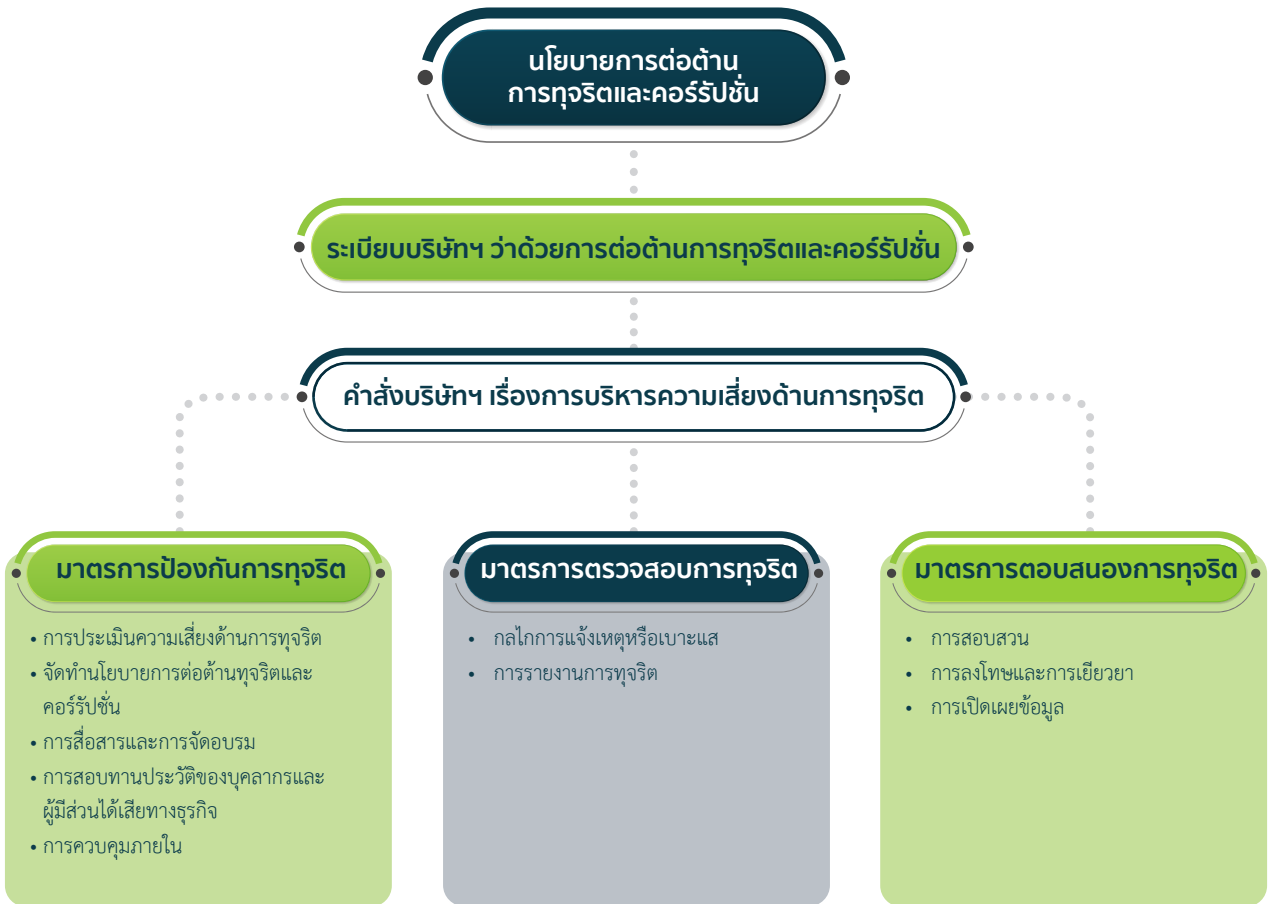 นโยบายการต่อต้าน
การทุจริตและคอร์รัปชั่น
ระเบียบบริษัทฯ ว่าด้วยการต่อต้านการทุจริตและคอร์รัปชั่น
คำสั่งบริษัทฯ เรื่องการบริหารความเสี่ยงด้านการทุจริต
มาตรการป้องกันการทุจริต
• การประเมินความเสี่ยงด้านการทุจริต
• จัดทำนโยบายการต่อต้านทุจริตและ
คอร์รัปชั่น
• การสื่อสารและการจัดอบรม
• การสอบทานประวัติของบุคลากรและ
ผู้มีส่วนได้เสียทางธุรกิจ
• การควบคุมภายใน
มาตรการตรวจสอบการทุจริต
• กลไกการแจ้งเหตุหรือเบาะแส
• การรายงานการทุจริต
มาตรการตอบสนองการทุจริต
• การสอบสวน
• การลงโทษและการเยียวยา
• การเปิดเผยข้อมูล